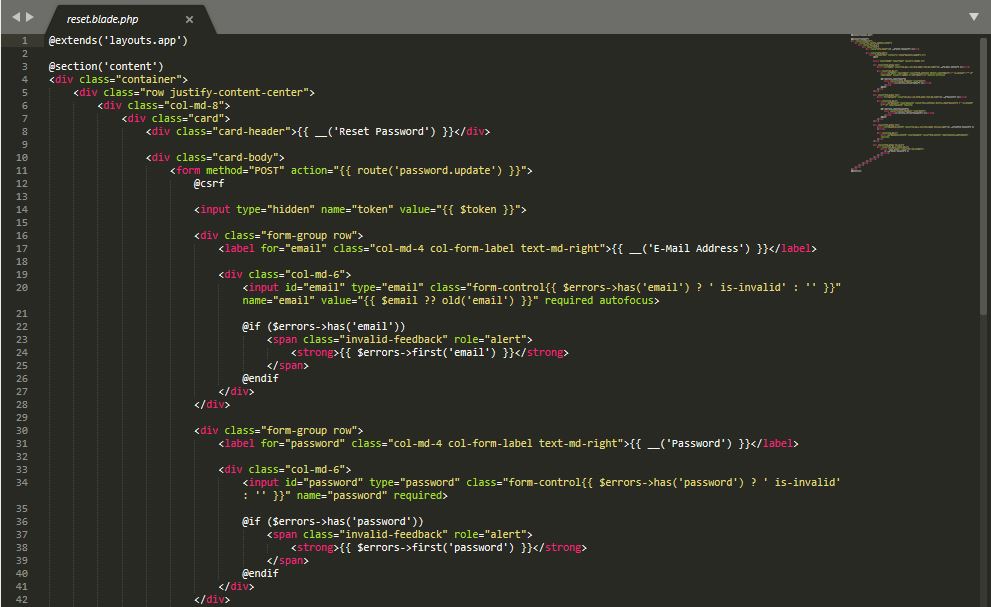 reset.blade.php ×
1 @extends('layouts.app')
2
3 @section('content')
4 <div class="container">
5 <div class="row justify-content-center">
6 <div class="col-md-8">
7 <div class="card">
8 <div class="card-header">{{ __('Reset Password') }}</div>
9
10 <div class="card-body">
11 <form method="POST" action="{{ route('password.update') }}">
12 @csrf
13
14 <input type="hidden" name="token" value="{{ $token }}">
15
16 <div class="form-group row">
17 <label for="email" class="col-md-4 col-form-label text-md-right">{{ __('E-Mail Address') }}</label>
18
19 <div class="col-md-6">
20 <input id="email" type="email" class="form-control{{ $errors->has('email') ? ' is-invalid' : '' }}"
name="email" value="{{ $email ?? old('email') }}" required autofocus>
21
22 @if ($errors->has('email'))
23 <span class="invalid-feedback" role="alert">
24 <strong>{{ $errors->first('email') }}</strong>
25 </span>
26 @endif
27 </div>
28 </div>
29
30 <div class="form-group row">
31 <label for="password" class="col-md-4 col-form-label text-md-right">{{ __('Password') }}</label>
32
33 <div class="col-md-6">
34 <input id="password" type="password" class="form-control{{ $errors->has('password') ? ' is-invalid'
: '' }}" name="password" required>
35
36 @if ($errors->has('password'))
37 <span class="invalid-feedback" role="alert">
38 <strong>{{ $errors->first('password') }}</strong>
39 </span>
40 @endif
41 </div>
42 </div>